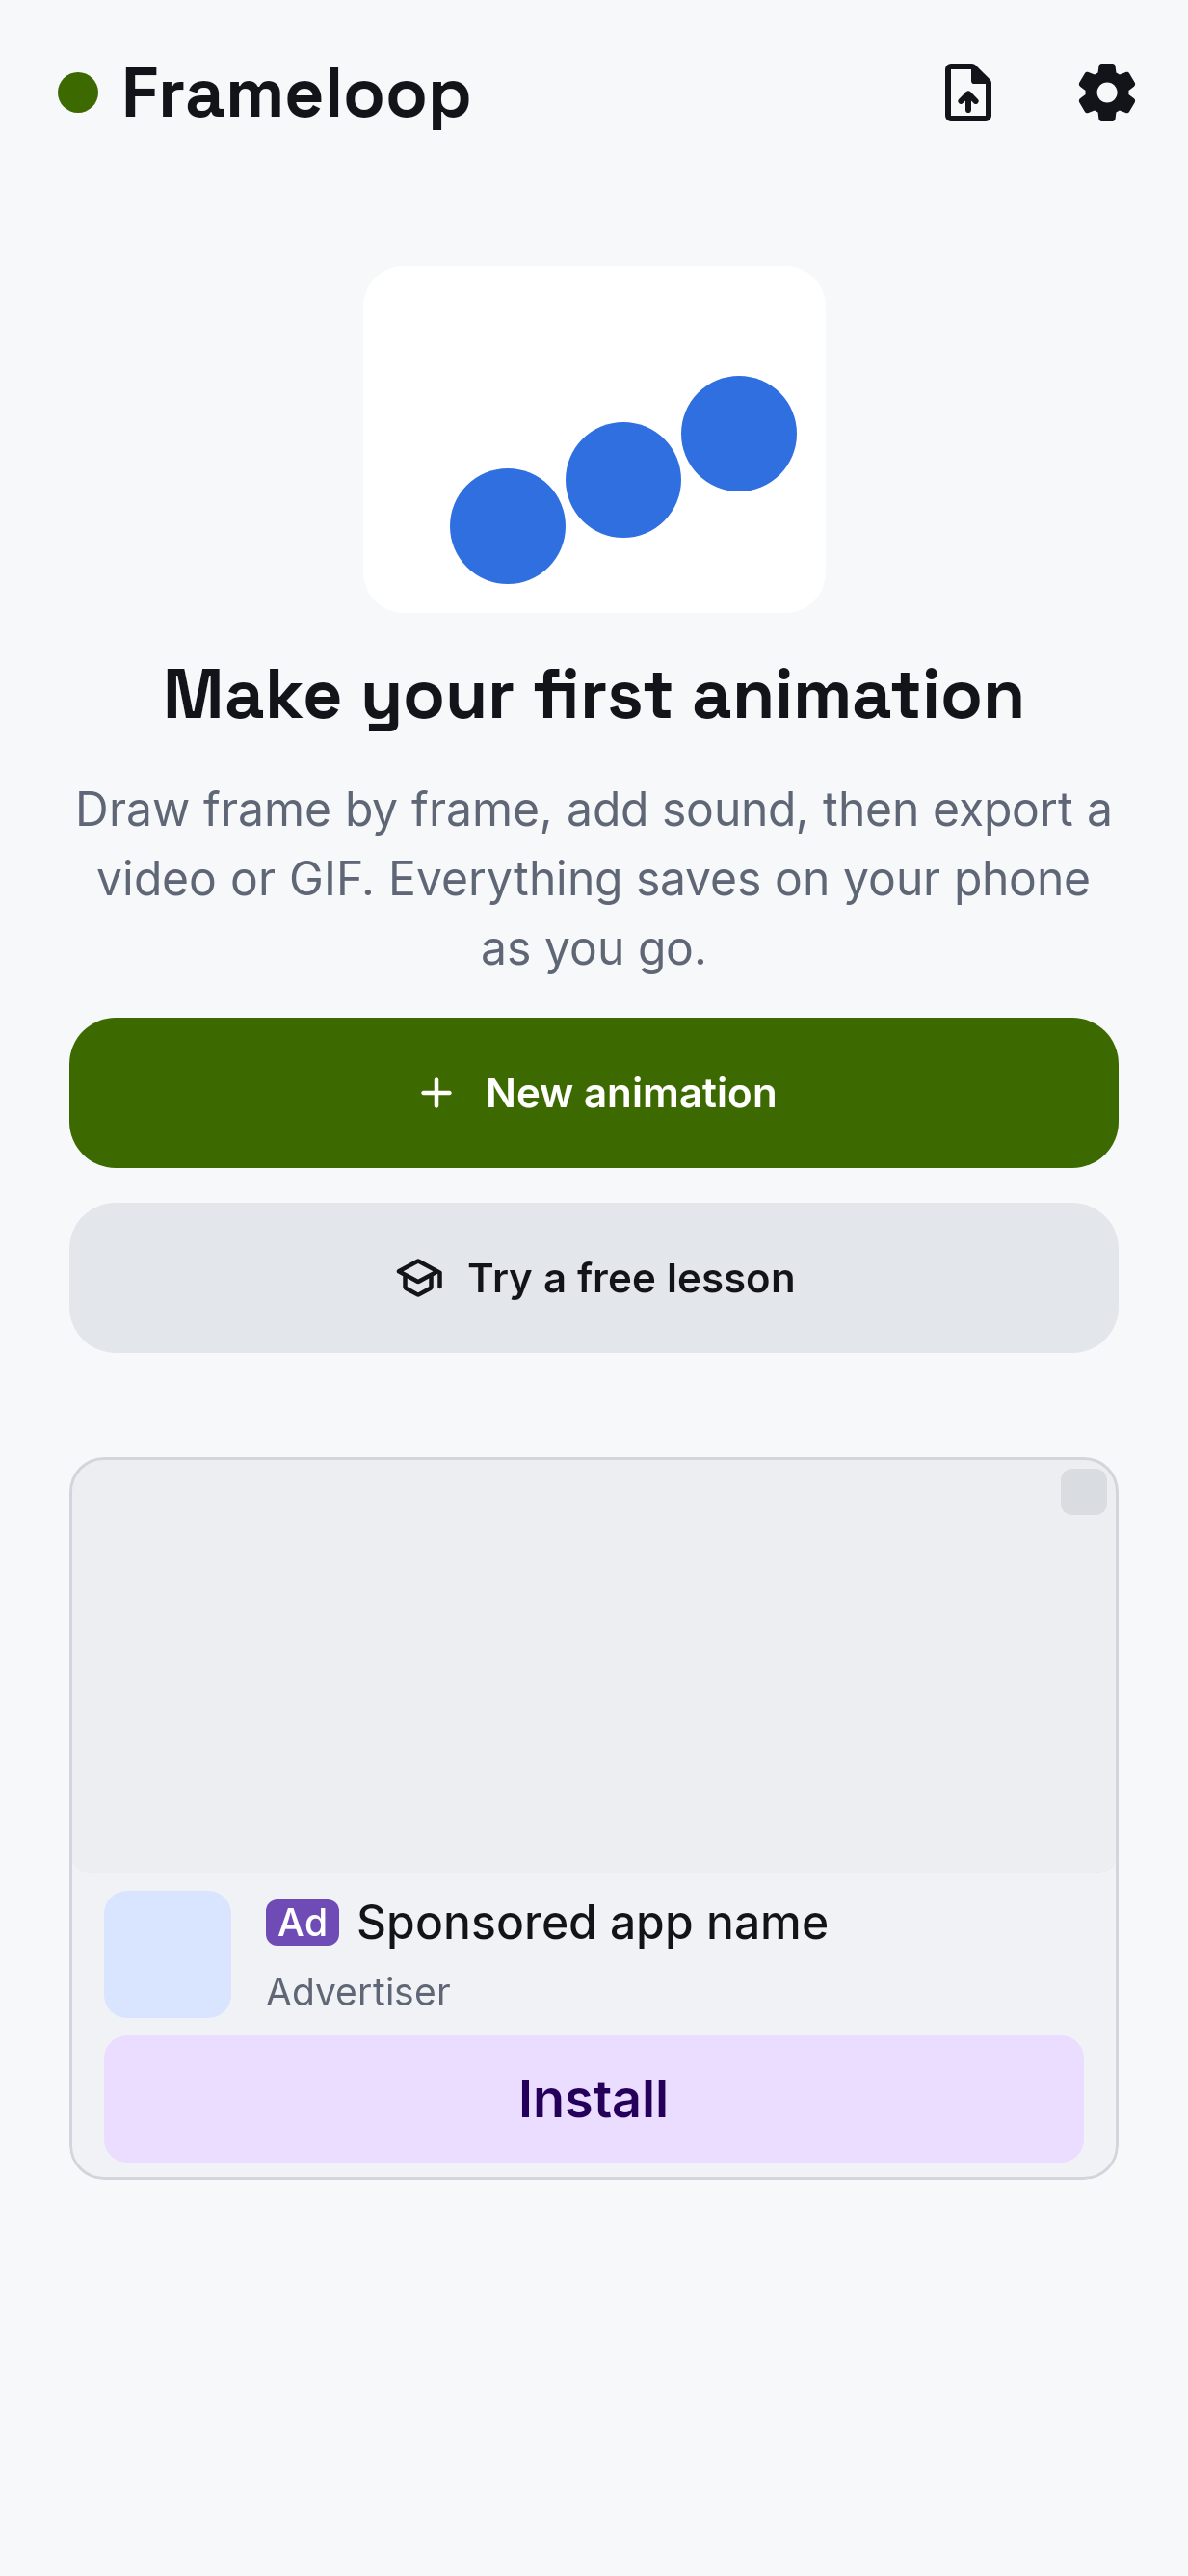 Frameloop
Make your first animation
Draw frame by frame, add sound, then export a
video or GIF. Everything saves on your phone
as you go.
New animation
Try a free lesson
Ad Sponsored app name
Advertiser
Install